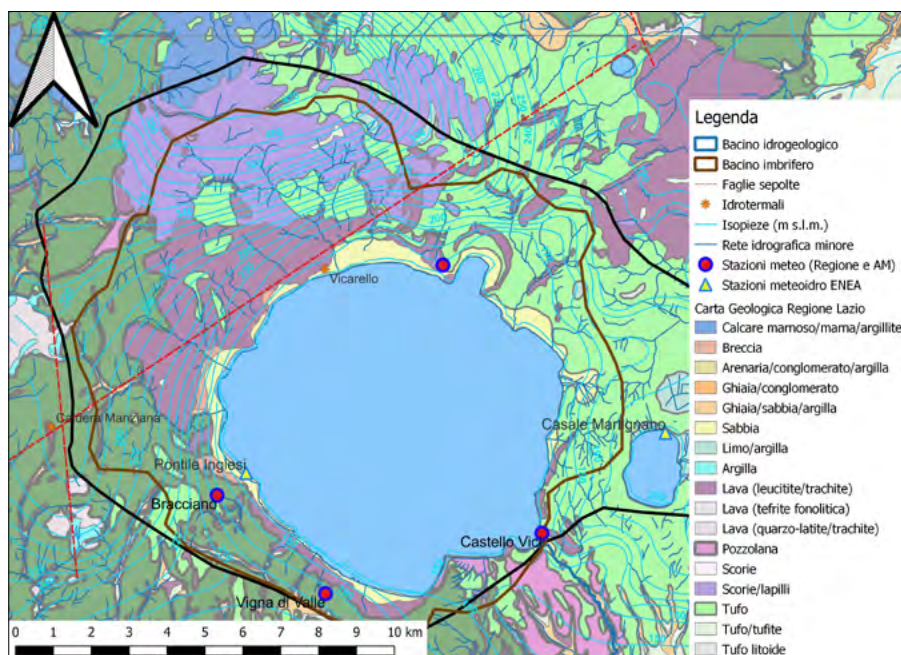 280
240
260
Vicarello
Caldera Manziana
Casale Martignano
Pontile Inglesi
Bracciano
Castello Vici
Vigna di Valle
0 1 2 3 4 5 6 7 8 9 10 km
Legenda
Bacino idrogeologico
Bacino imbrifero
Faglie sepolte
Idrotermali
Isopieze (m s.l.m.)
Rete idrografica minore
Stazioni meteo (Regione e AM)
Stazioni meteoidro ENEA
Carta Geologica Regione Lazio
Calcare marnoso/marna/argillite
Breccia
Arenaria/conglomerato/argilla
Ghiaia/conglomerato
Ghiaia/sabbia/argilla
Sabbia
Limo/argilla
Argilla
Lava (leucitite/trachite)
Lava (tefrite fonolitica)
Lava (quarzo-latite/trachite)
Pozzolana
Scorie
Scorie/lapilli
Tufo
Tufo/tufite
Tufo litoide